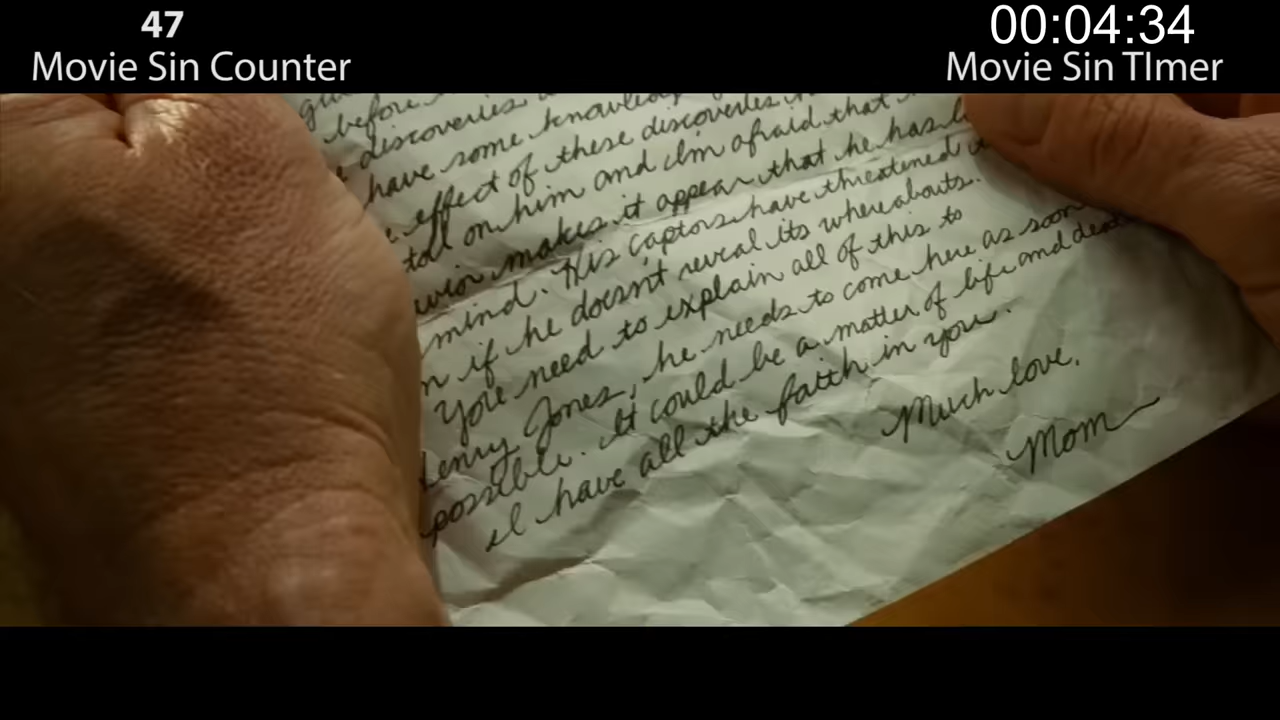 47
Movie Sin Counter
00:04:34
Movie Sin TImer
before
discoveries
have some knowledge
effect of these discoveries
on him and I'm afraid that
makes it appear that he has
mind. His captors have threatened
if he doesn't reveal its whereabouts.
You need to explain all of this to
Henry Jones, he needs to come here as soon
possible. It could be a matter of life and death
I have all the faith in you.
Much love,
Mom